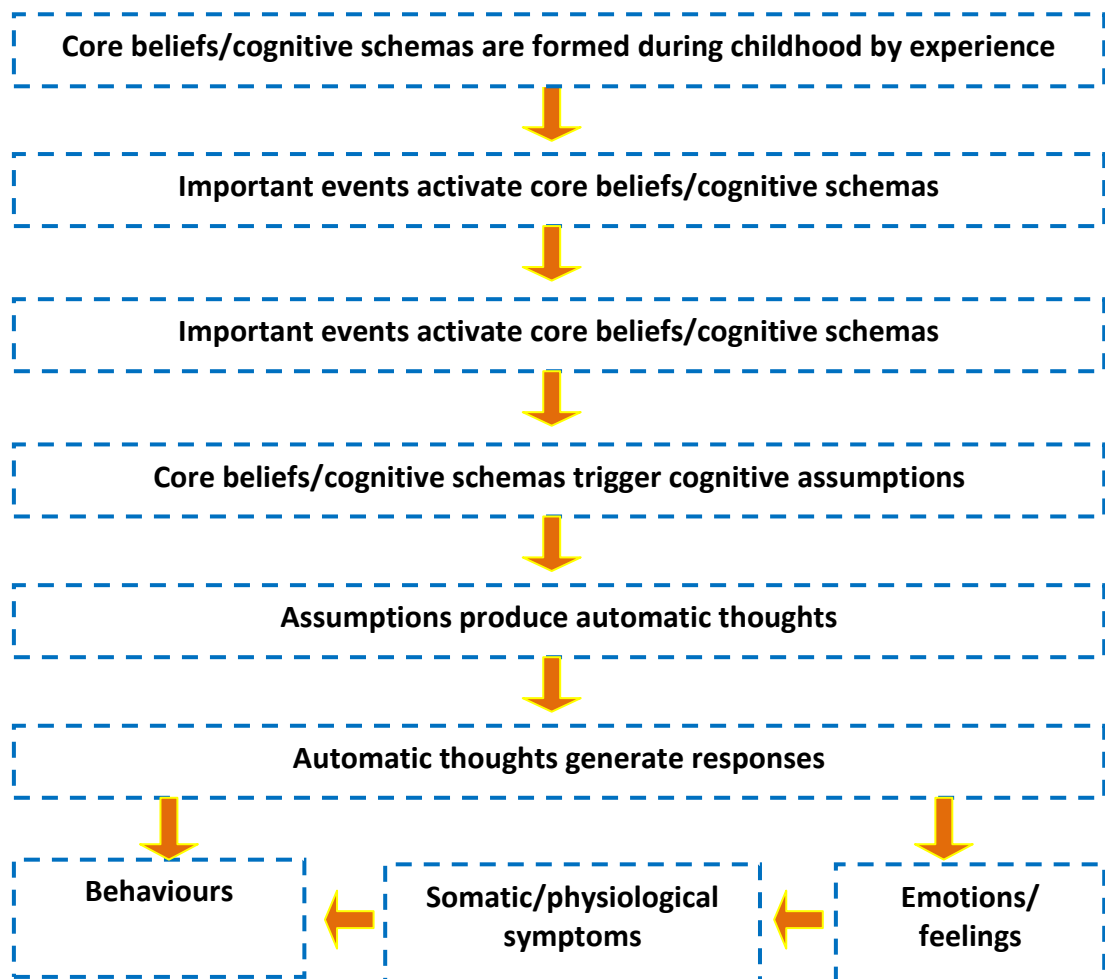 Core beliefs/cognitive schemas are formed during childhood by experience
Important events activate core beliefs/cognitive schemas
Important events activate core beliefs/cognitive schemas
Core beliefs/cognitive schemas trigger cognitive assumptions
Assumptions produce automatic thoughts
Automatic thoughts generate responses
Behaviours
Somatic/physiological
symptoms
Emotions/
feelings